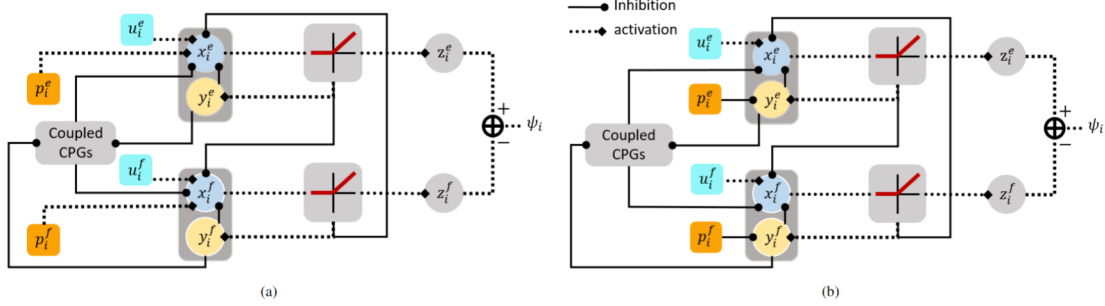 u_i^e
x_i^e
z_i^e
p_i^e
y_i^e
+
Coupled
CPGs
ψ_i
−
u_i^f
x_i^f
z_i^f
p_i^f
y_i^f
(a)
Inhibition
activation
u_i^e
x_i^e
z_i^e
p_i^e
y_i^e
+
Coupled
CPGs
ψ_i
−
u_i^f
x_i^f
z_i^f
p_i^f
y_i^f
(b)